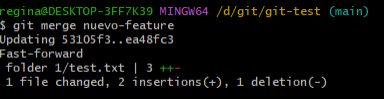 regina@DESKTOP-3FF7K39 MINGW64 /d/git/git-test (main)
$ git merge nuevo-feature
Updating 53105f3..ea48fc3
Fast-forward
 folder 1/test.txt | 3 ++-
 1 file changed, 2 insertions(+), 1 deletion(-)